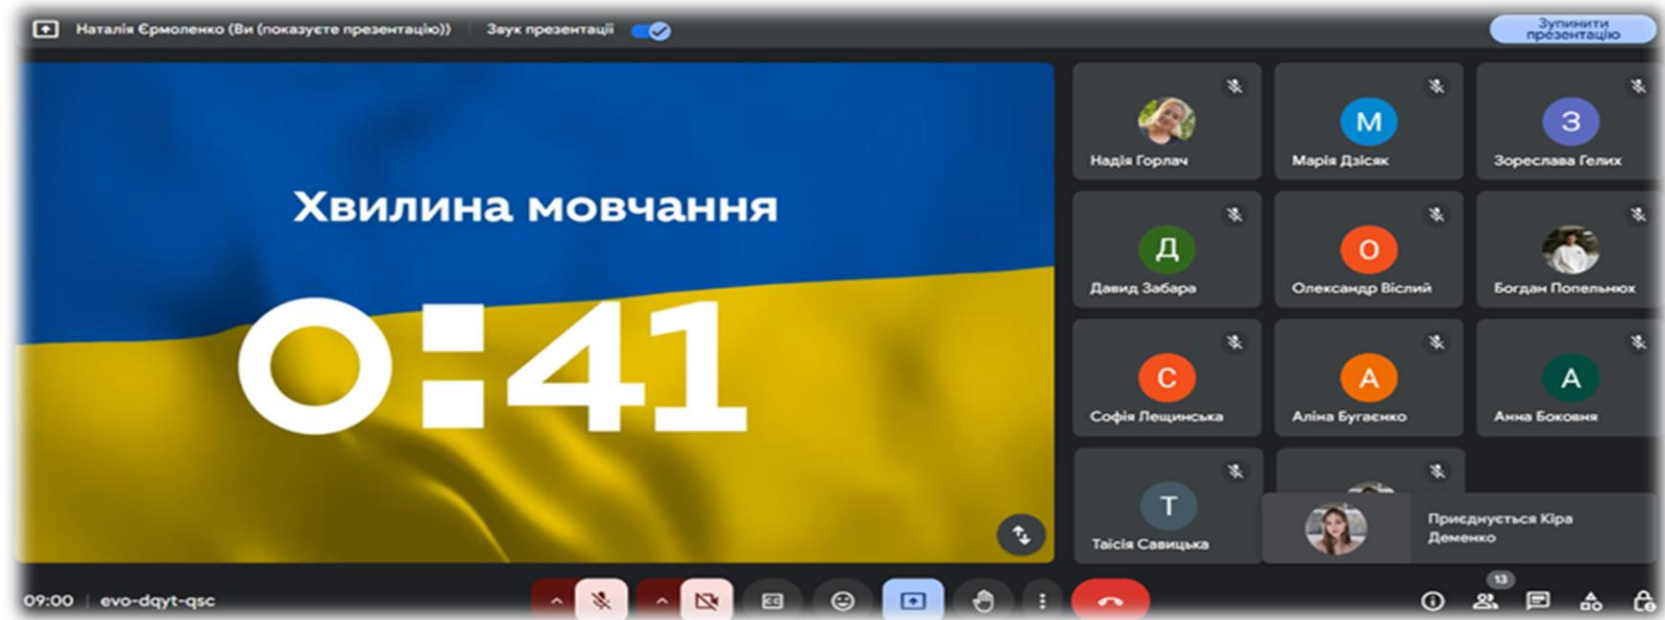 Наталія Єрмоленко (Ви (показуєте презентацію))
Звук презентації
Зупинити
презентацію
Хвилина мовчання
0:41
Надія Горлач
М
Марія Дзісяк
З
Зореслава Гелих
Д
Давид Забара
О
Олександр Віслий
Богдан Попельнюх
С
Софія Лещинська
А
Аліна Бугаєнко
А
Анна Боковня
Т
Таїсія Савицька
Приєднується Кіра
Деменко
09:00 | evo-dqyt-qsc
CC
13